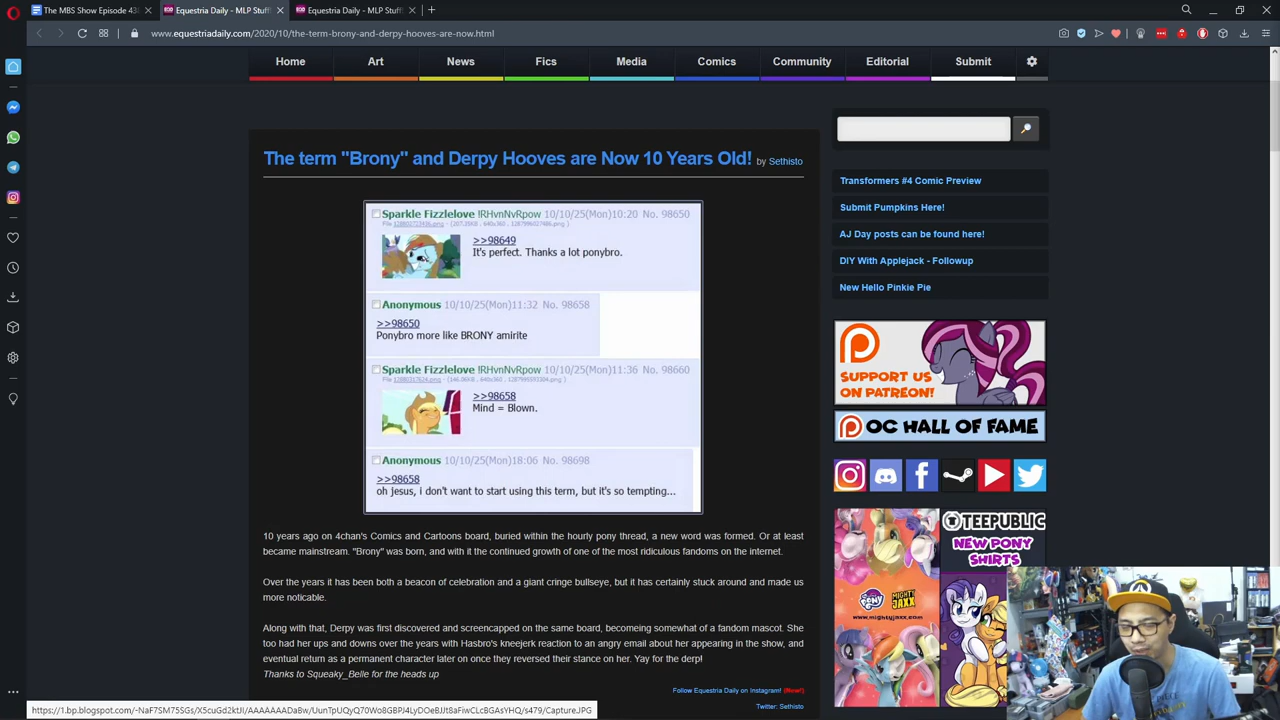 The MBS Show Episode 438
Equestria Daily - MLP Stuff!
Equestria Daily - MLP Stuff!
www.equestriadaily.com/2020/10/the-term-brony-and-derpy-hooves-are-now.html
Home Art News Fics Media Comics Community Editorial Submit
The term "Brony" and Derpy Hooves are Now 10 Years Old! by Sethisto
Sparkle Fizzlelove !RHvnNvRpow 10/10/25(Mon)10:20 No. 98650
>>98649
It's perfect. Thanks a lot ponybro.
Anonymous 10/10/25(Mon)11:32 No. 98658
>>98650
Ponybro more like BRONY amirite
Sparkle Fizzlelove !RHvnNvRpow 10/10/25(Mon)11:36 No. 98660
>>98658
Mind = Blown.
Anonymous 10/10/25(Mon)18:06 No. 98698
>>98658
oh jesus, i don't want to start using this term, but it's so tempting...
10 years ago on 4chan's Comics and Cartoons board, buried within the hourly pony thread, a new word was formed. Or at least
became mainstream. "Brony" was born, and with it the continued growth of one of the most ridiculous fandoms on the internet.
Over the years it has been both a beacon of celebration and a giant cringe bullseye, but it has certainly stuck around and made us
more noticable.
Along with that, Derpy was first discovered and screencapped on the same board, becomeing somewhat of a fandom mascot. She
too had her ups and downs over the years with Hasbro's kneejerk reaction to an angry email about her appearing in the show, and
eventual return as a permanent character later on once they reversed their stance on her. Yay for the derp!
Thanks to Squeaky_Belle for the heads up
Follow Equestria Daily on Instagram! (New!)
Twitter: Sethisto
Transformers #4 Comic Preview
Submit Pumpkins Here!
AJ Day posts can be found here!
DIY With Applejack - Followup
New Hello Pinkie Pie
SUPPORT US
ON PATREON!
OC HALL OF FAME
TEEPUBLIC
NEW PONY
SHIRTS
MIGHTY
JAXX
www.mightyjaxx.com